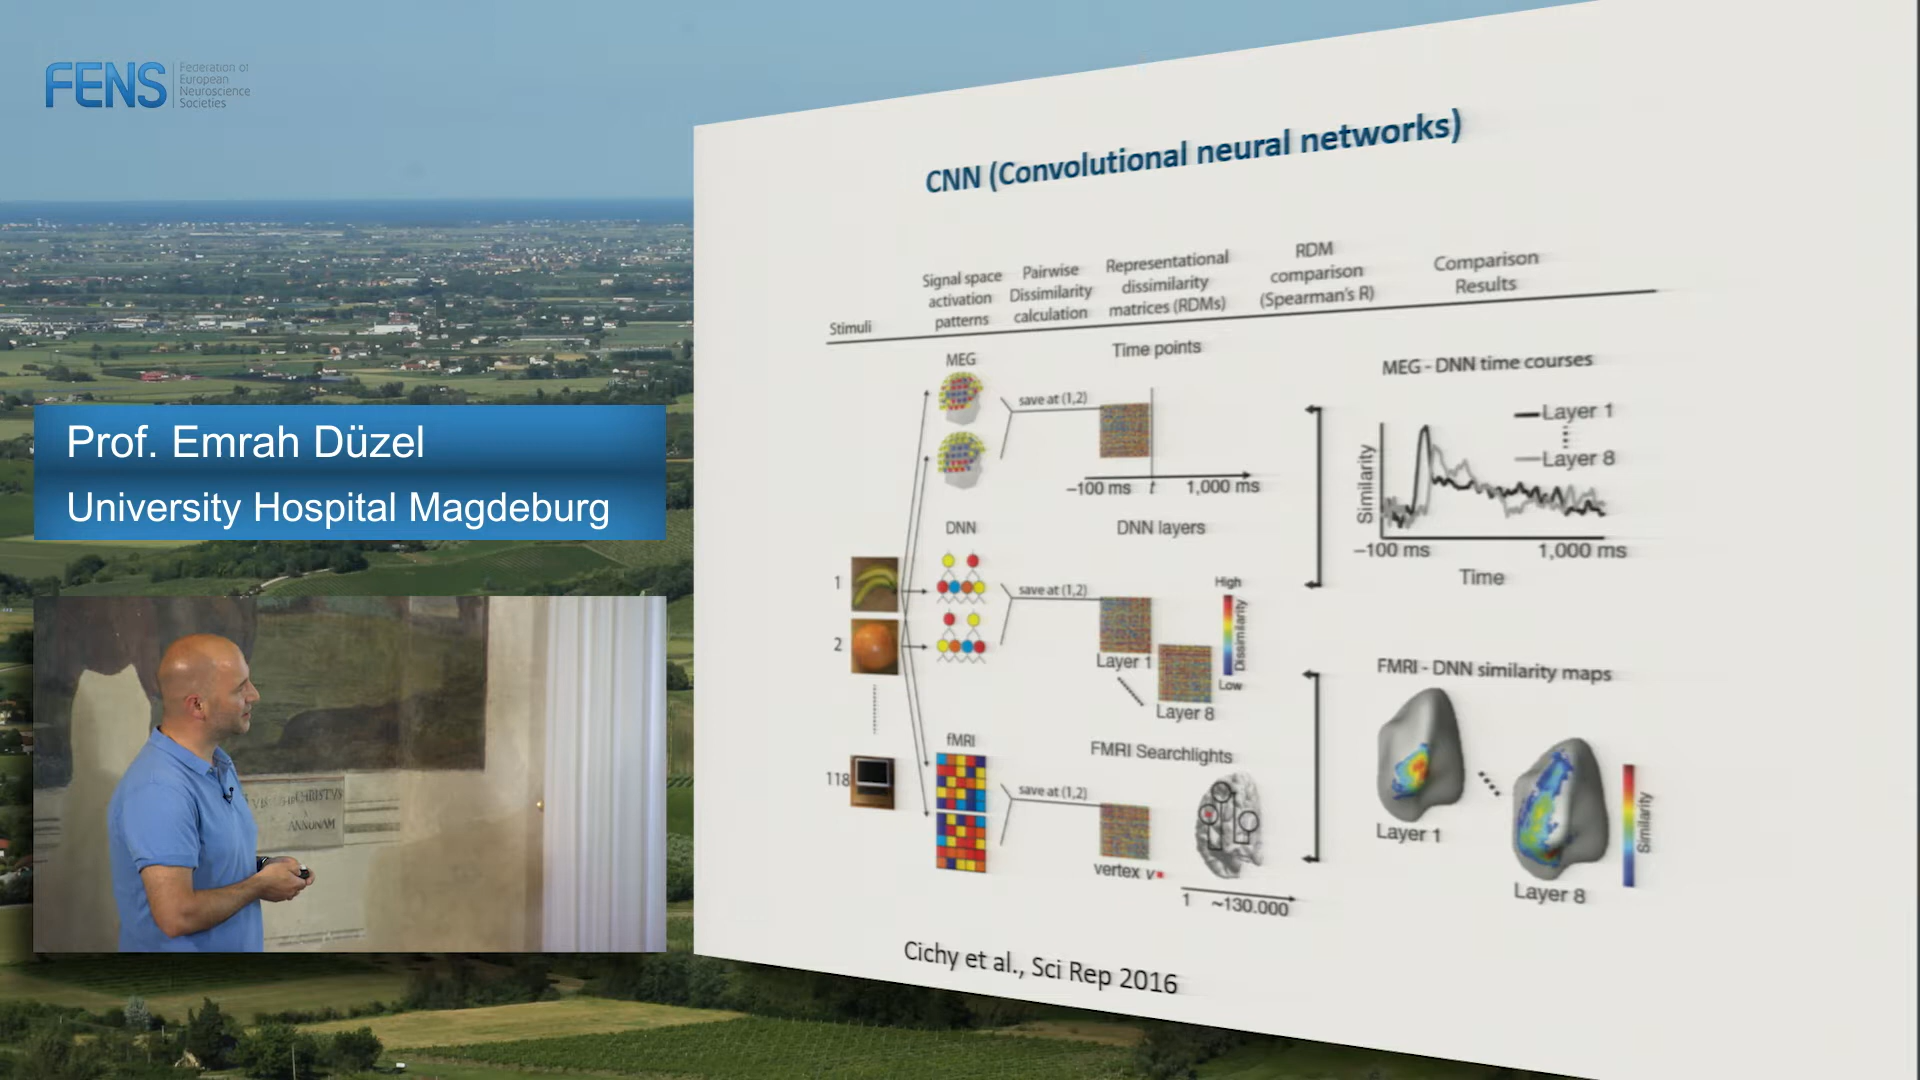 FENS
Federation of
European
Neuroscience
Societies
Prof. Emrah Düzel
University Hospital Magdeburg
VIS CHRISTVS
ANNONAM
CNN (Convolutional neural networks)
Stimuli
Signal space
activation
patterns
Pairwise
Dissimilarity
calculation
Representational
dissimilarity
matrices (RDMs)
RDM
comparison
(Spearman's R)
Comparison
Results
MEG
save at (1,2)
Time points
–100 ms t 1,000 ms
DNN
save at (1,2)
DNN layers
Layer 1
Layer 8
High
Dissimilarity
Low
1
2
118
fMRI
save at (1,2)
FMRI Searchlights
vertex v
1 ~130.000
MEG - DNN time courses
Layer 1
Layer 8
Similarity
–100 ms 1,000 ms
Time
FMRI - DNN similarity maps
Layer 1
Layer 8
Similarity
Cichy et al., Sci Rep 2016